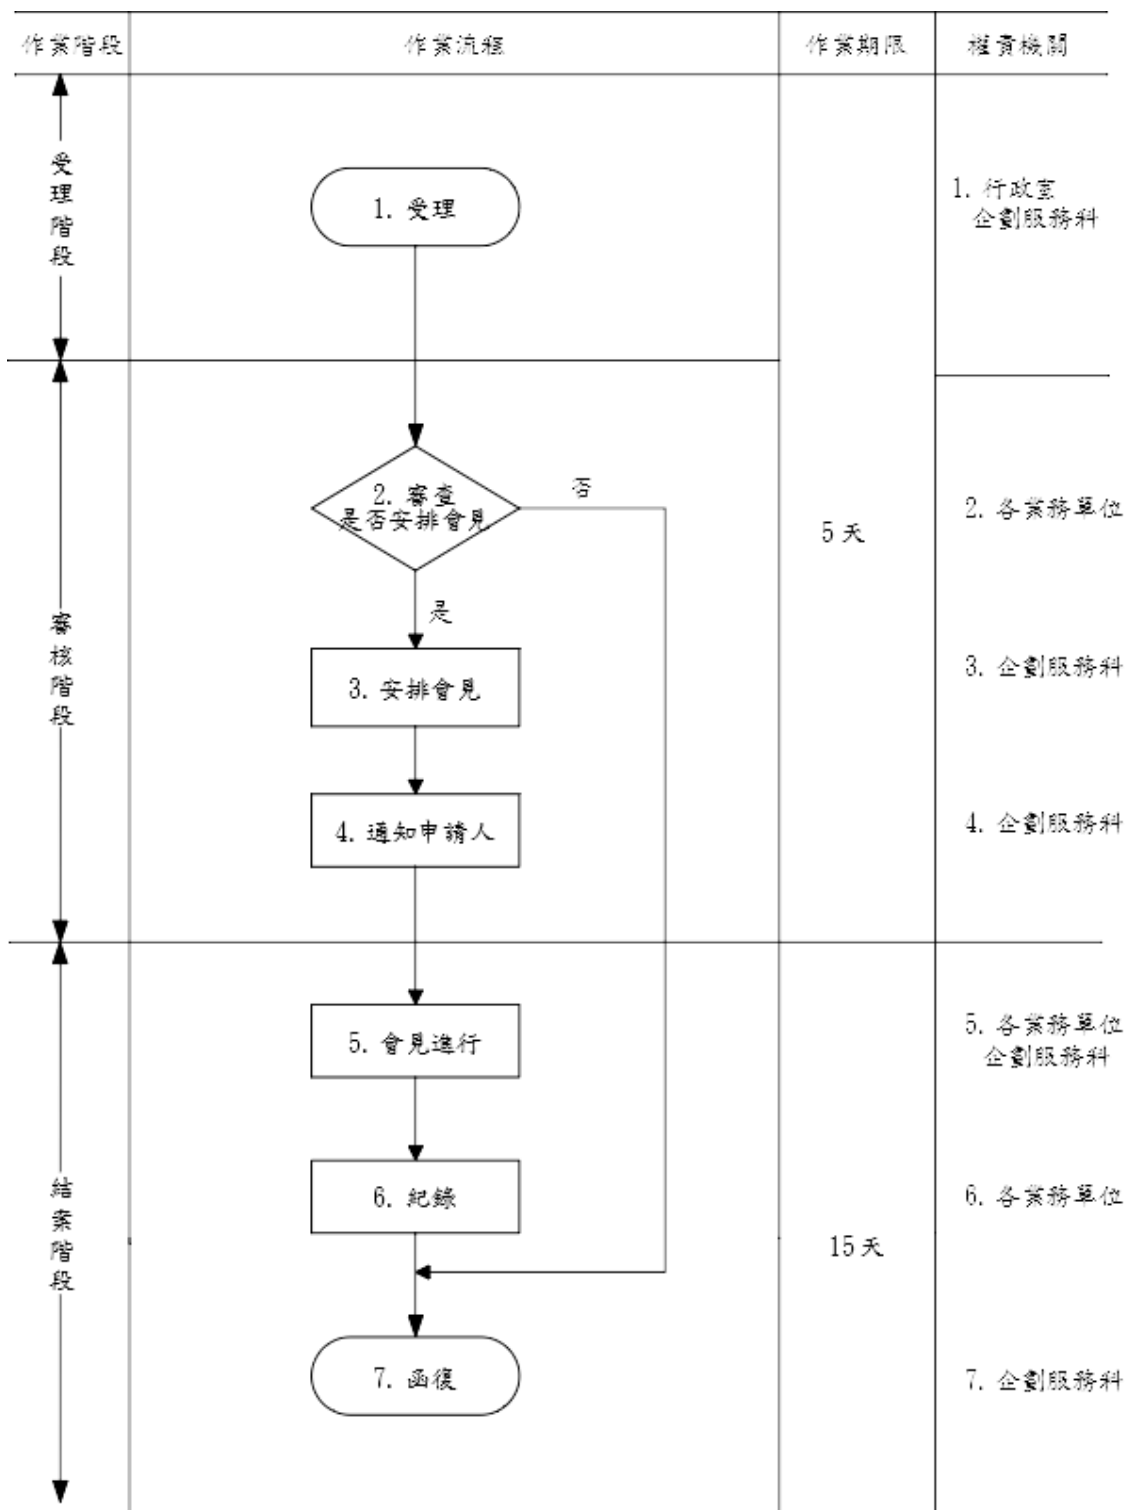 作業階段
作業流程
作業期限
權責機關
受理階段
1. 受理
1. 行政室
企劃服務科
2. 審查
是否安排會見
否
是
5天
2. 各業務單位
審核階段
3. 安排會見
3. 企劃服務科
4. 通知申請人
4. 企劃服務科
5. 會見進行
5. 各業務單位
企劃服務科
結案階段
6. 紀錄
6. 各業務單位
15天
7. 函復
7. 企劃服務科